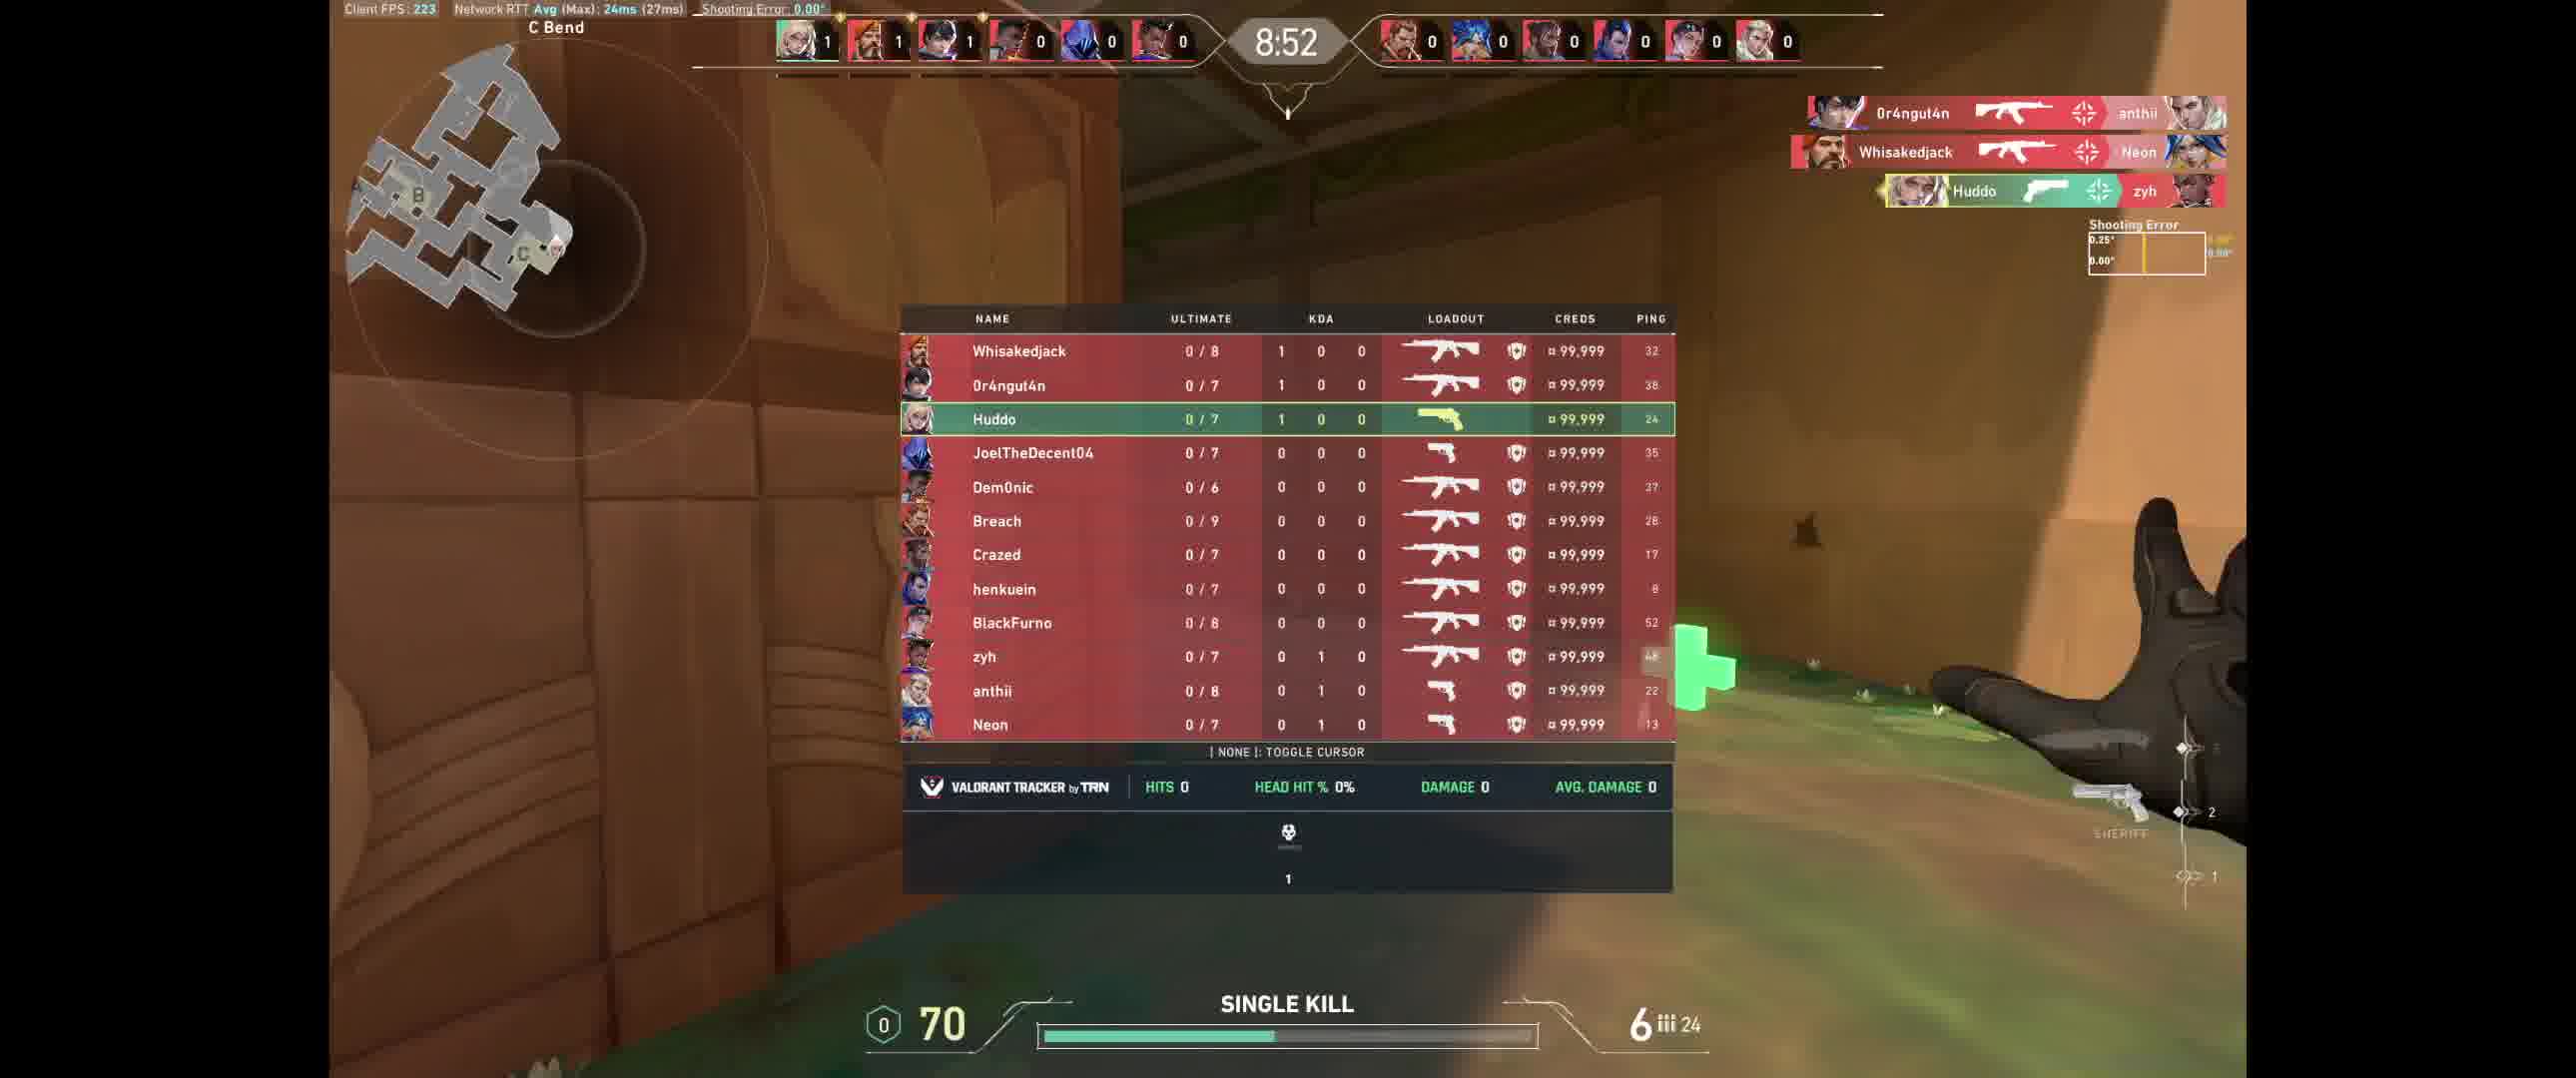 Client FPS: 223 Network RTT Avg (Max): 24ms (27ms) Shooting Error: 0.00°
C Bend
1 1 1 0 0 0 8:52 0 0 0 0 0 0
B
C
0r4ngut4n anthii
Whisakedjack Neon
Huddo zyh
Shooting Error
0.25°
0.00°
NAME ULTIMATE KDA LOADOUT CREDS PING
Whisakedjack 0 / 8 1 0 0 ¤ 99,999 32
0r4ngut4n 0 / 7 1 0 0 ¤ 99,999 38
Huddo 0 / 7 1 0 0 ¤ 99,999 24
JoelTheDecent04 0 / 7 0 0 0 ¤ 99,999 35
Dem0nic 0 / 6 0 0 0 ¤ 99,999
Breach 0 / 9 0 0 0 ¤ 99,999 28
Crazed 0 / 7 0 0 0 ¤ 99,999 17
henkuein 0 / 7 0 0 0 ¤ 99,999 8
BlackFurno 0 / 8 0 0 0 ¤ 99,999 52
zyh 0 / 7 0 1 0 ¤ 99,999 48
anthii 0 / 8 0 1 0 ¤ 99,999 22
Neon 0 / 7 0 1 0 ¤ 99,999 13
[ NONE ]: TOGGLE CURSOR
VALORANT TRACKER by TRN HITS 0 HEAD HIT % 0% DAMAGE 0 AVG. DAMAGE 0
1
2
SHERIFF
1
SINGLE KILL
0 70 6 24